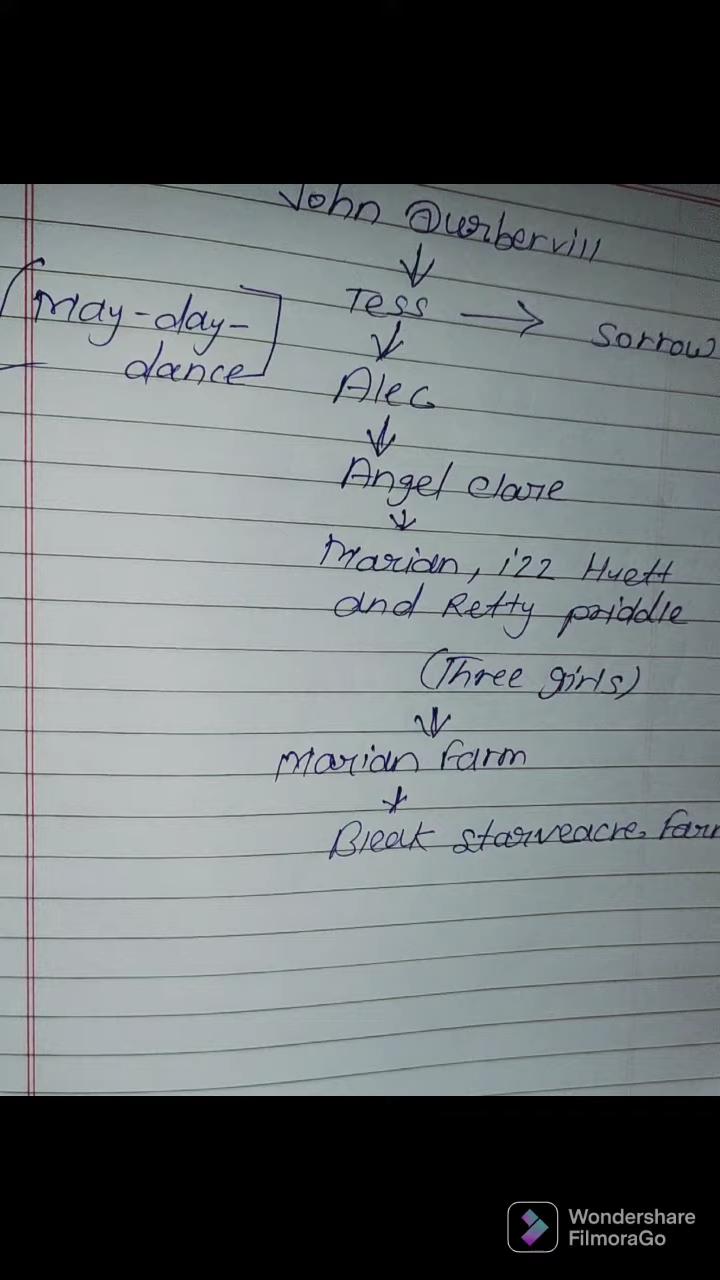 John Durbervill
Tess → Sorrow
May-day-
dance
Alec
Angel Clare
Marian, izz Huett
and Retty priddle
(Three girls)
Marian Farm
Bleak starveacre. Farm
Wondershare
FilmoraGo